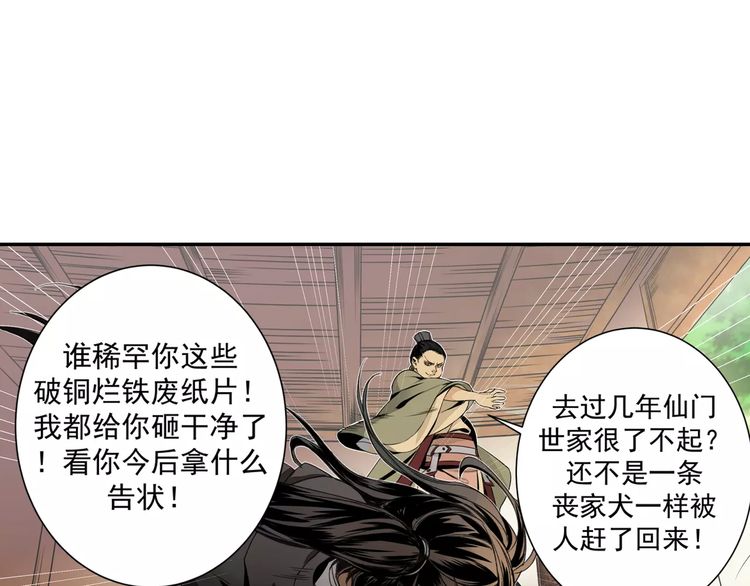 谁稀罕你这些
破铜烂铁废纸片！
我都给你砸干净了
！看你今后拿什么
告状！
去过几年仙门
世家很了不起？
还不是一条
丧家犬一样被
人赶了回来！